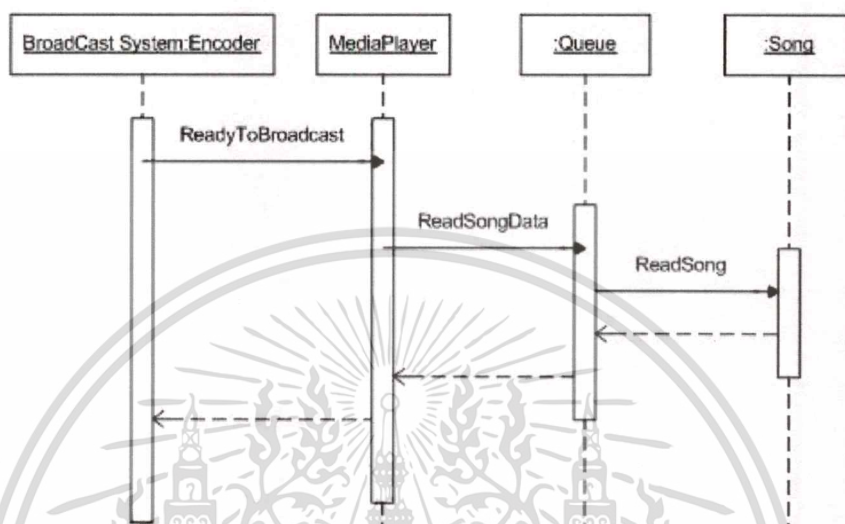 BroadCast System:Encoder
MediaPlayer
:Queue
:Song
ReadyToBroadcast
ReadSongData
ReadSong